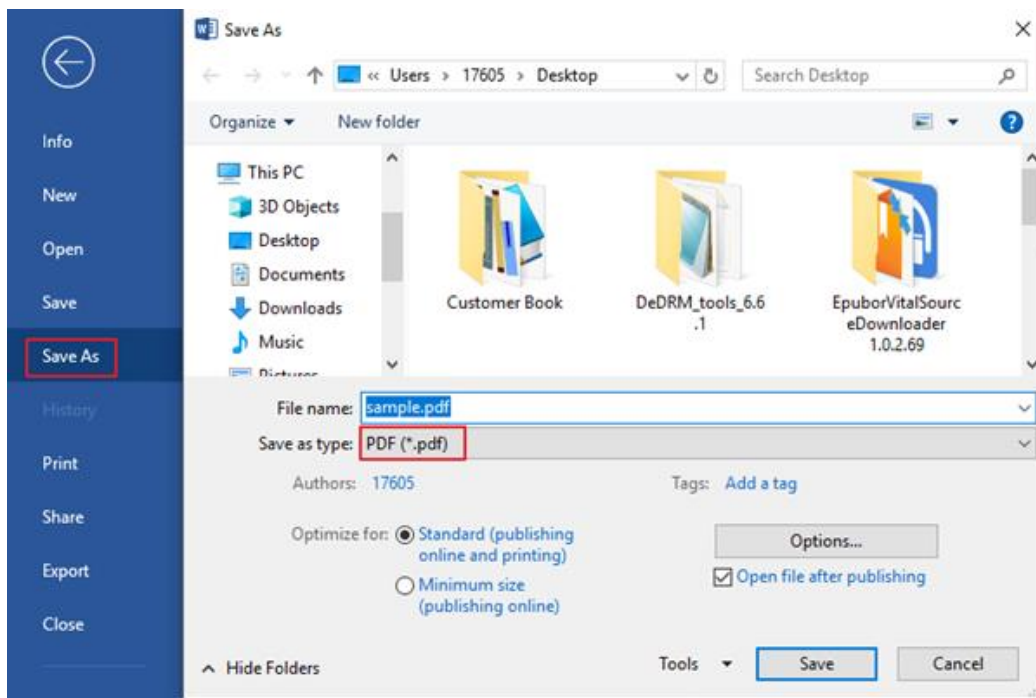 Save As
« Users > 17605 > Desktop
Search Desktop
Organize
New folder
Info
New
Open
Save
Save As
History
Print
Share
Export
Close
This PC
3D Objects
Desktop
Documents
Downloads
Music
Pictures
Customer Book
DeDRM_tools_6.6
.1
EpuborVitalSourc
eDownloader
1.0.2.69
File name: sample.pdf
Save as type: PDF (*.pdf)
Authors: 17605
Tags: Add a tag
Optimize for: Standard (publishing
online and printing)
Minimum size
(publishing online)
Options...
Open file after publishing
Hide Folders
Tools
Save
Cancel